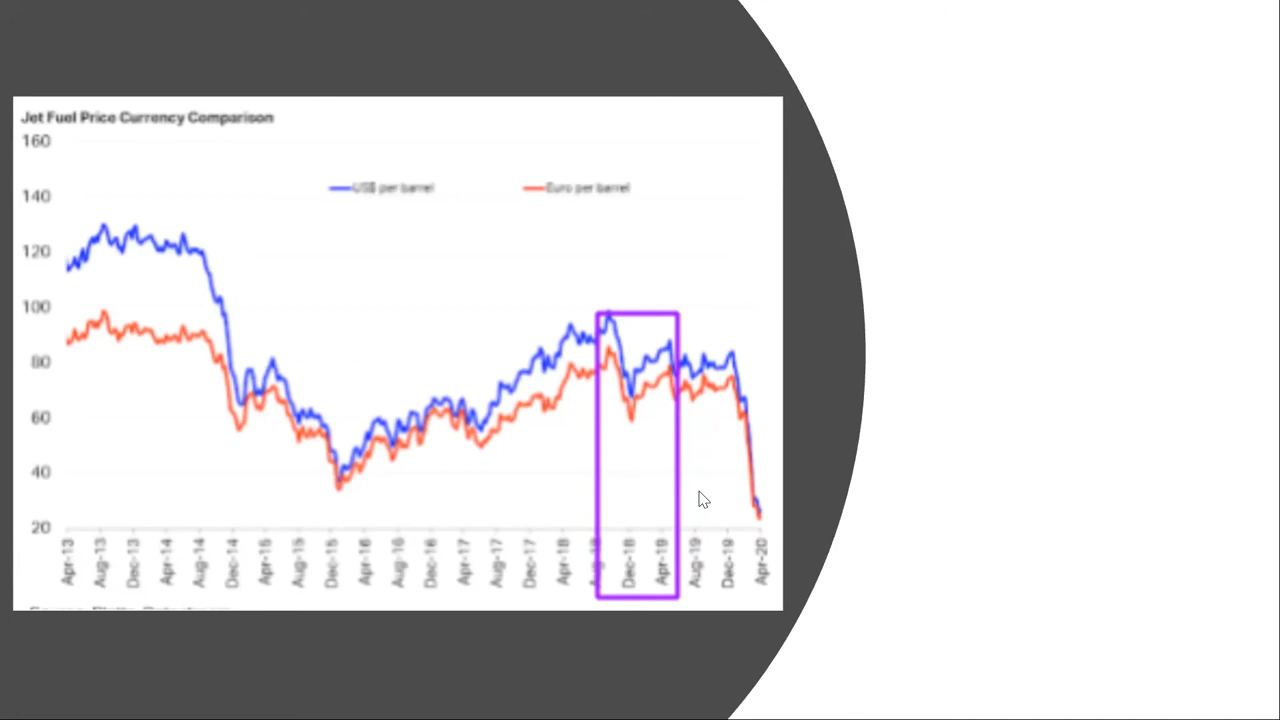 Jet Fuel Price Currency Comparison
160
US$ per barrel Euro per barrel
140
120
100
80
60
40
20
Apr-13 Aug-13 Dec-13 Apr-14 Aug-14 Dec-14 Apr-15 Aug-15 Dec-15 Apr-16 Aug-16 Dec-16 Apr-17 Aug-17 Dec-17 Apr-18 Aug-18 Dec-18 Apr-19 Aug-19 Dec-19 Apr-20